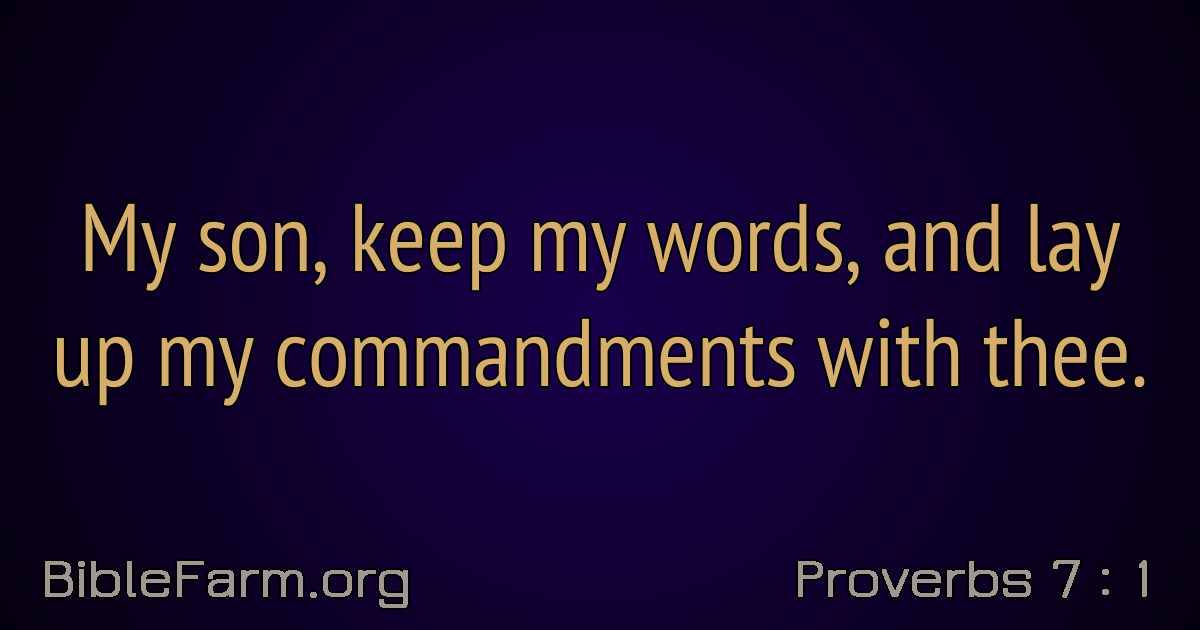 My son, keep my words, and lay
up my commandments with thee.
BibleFarm.org
Proverbs 7 : 1